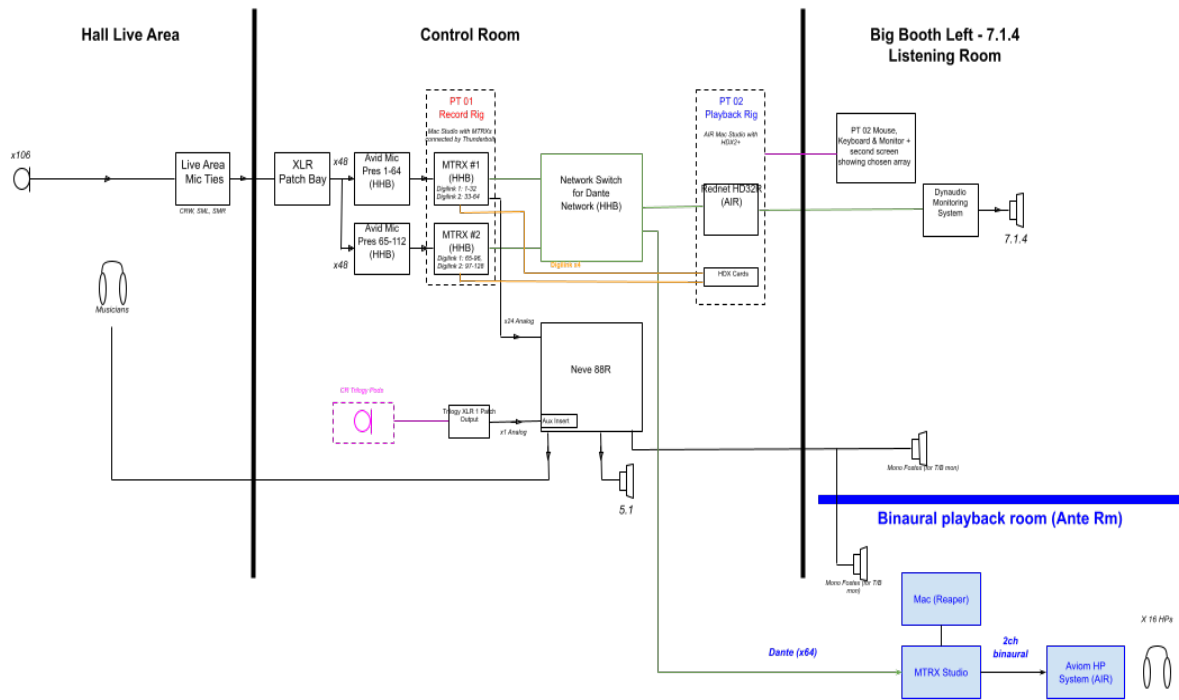 Hall Live Area
Control Room
Big Booth Left - 7.1.4
Listening Room
x106
Live Area
Mic Ties
CRW, SML, SMR
Musicians
XLR
Patch Bay
x48
x48
Avid Mic
Pres 1-64
(HHB)
Avid Mic
Pres 65-112
(HHB)
PT 01
Record Rig
Mac Studio with MTRXs
connected by Thunderbolt
MTRX #1
(HHB)
Digilink 1: 1-32
Digilink 2: 33-64
MTRX #2
(HHB)
Digilink 1: 65-96,
Digilink 2: 97-128
Network Switch
for Dante
Network (HHB)
Digilink x4
PT 02
Playback Rig
AIR Mac Studio with
HDX2+
Rednet HD32R
(AIR)
HDX Cards
PT 02 Mouse,
Keyboard & Monitor +
second screen
showing chosen array
Dynaudio
Monitoring
System
7.1.4
x24 Analog
Neve 88R
Aux Insert
CR Trilogy Pods
Trilogy XLR 1 Patch
Output
x1 Analog
5.1
Mono Fostex (for T/B mon)
Mono Fostex (for T/B
mon)
Binaural playback room (Ante Rm)
Mac (Reaper)
Dante (x64)
MTRX Studio
2ch
binaural
Aviom HP
System (AIR)
X 16 HPs